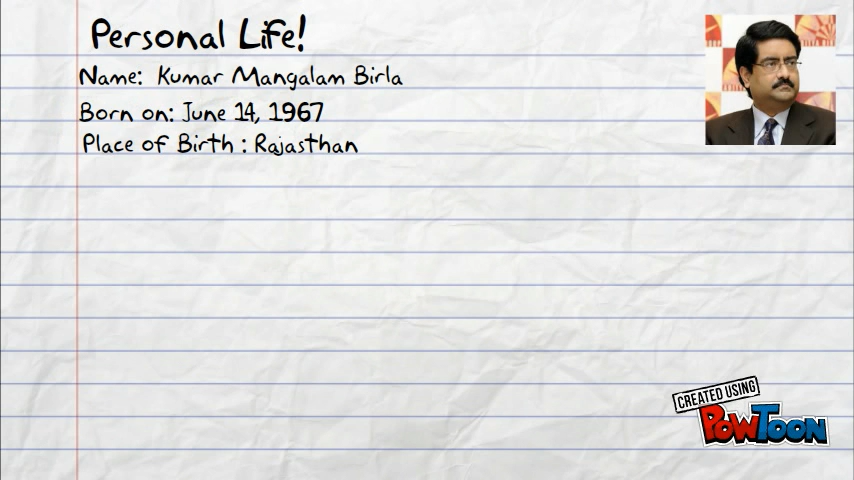 Personal Life!
Name: Kumar Mangalam Birla
Born on: June 14, 1967
Place of Birth : Rajasthan
CREATED USING
POWTOON